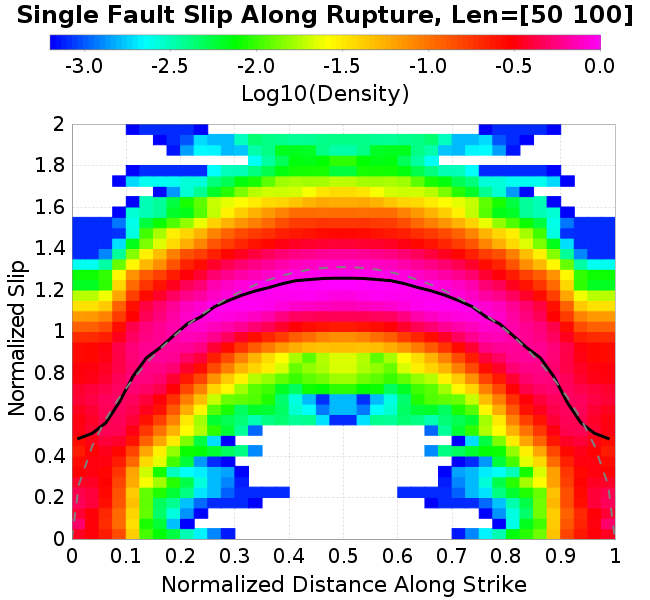 Single Fault Slip Along Rupture, Len=[50 100]
-3.0 -2.5 -2.0 -1.5 -1.0 -0.5 0.0
Log10(Density)
2
1.8
1.6
1.4
1.2
1
0.8
0.6
0.4
0.2
0
Normalized Slip
0 0.1 0.2 0.3 0.4 0.5 0.6 0.7 0.8 0.9 1
Normalized Distance Along Strike